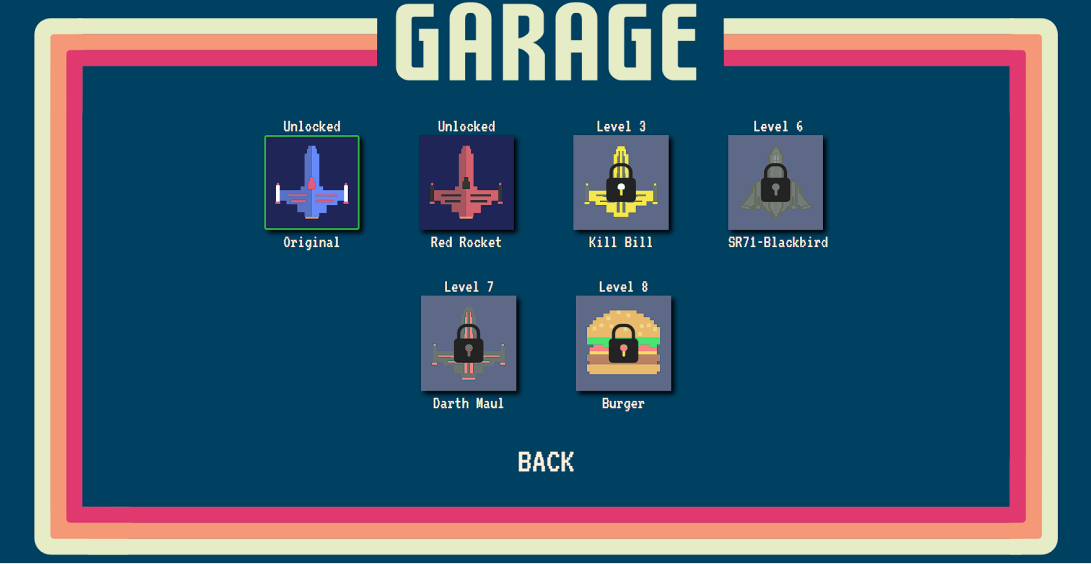 GARAGE
Unlocked Unlocked Level 3 Level 6
Original Red Rocket Kill Bill SR71-Blackbird
Level 7 Level 8
Darth Maul Burger
BACK